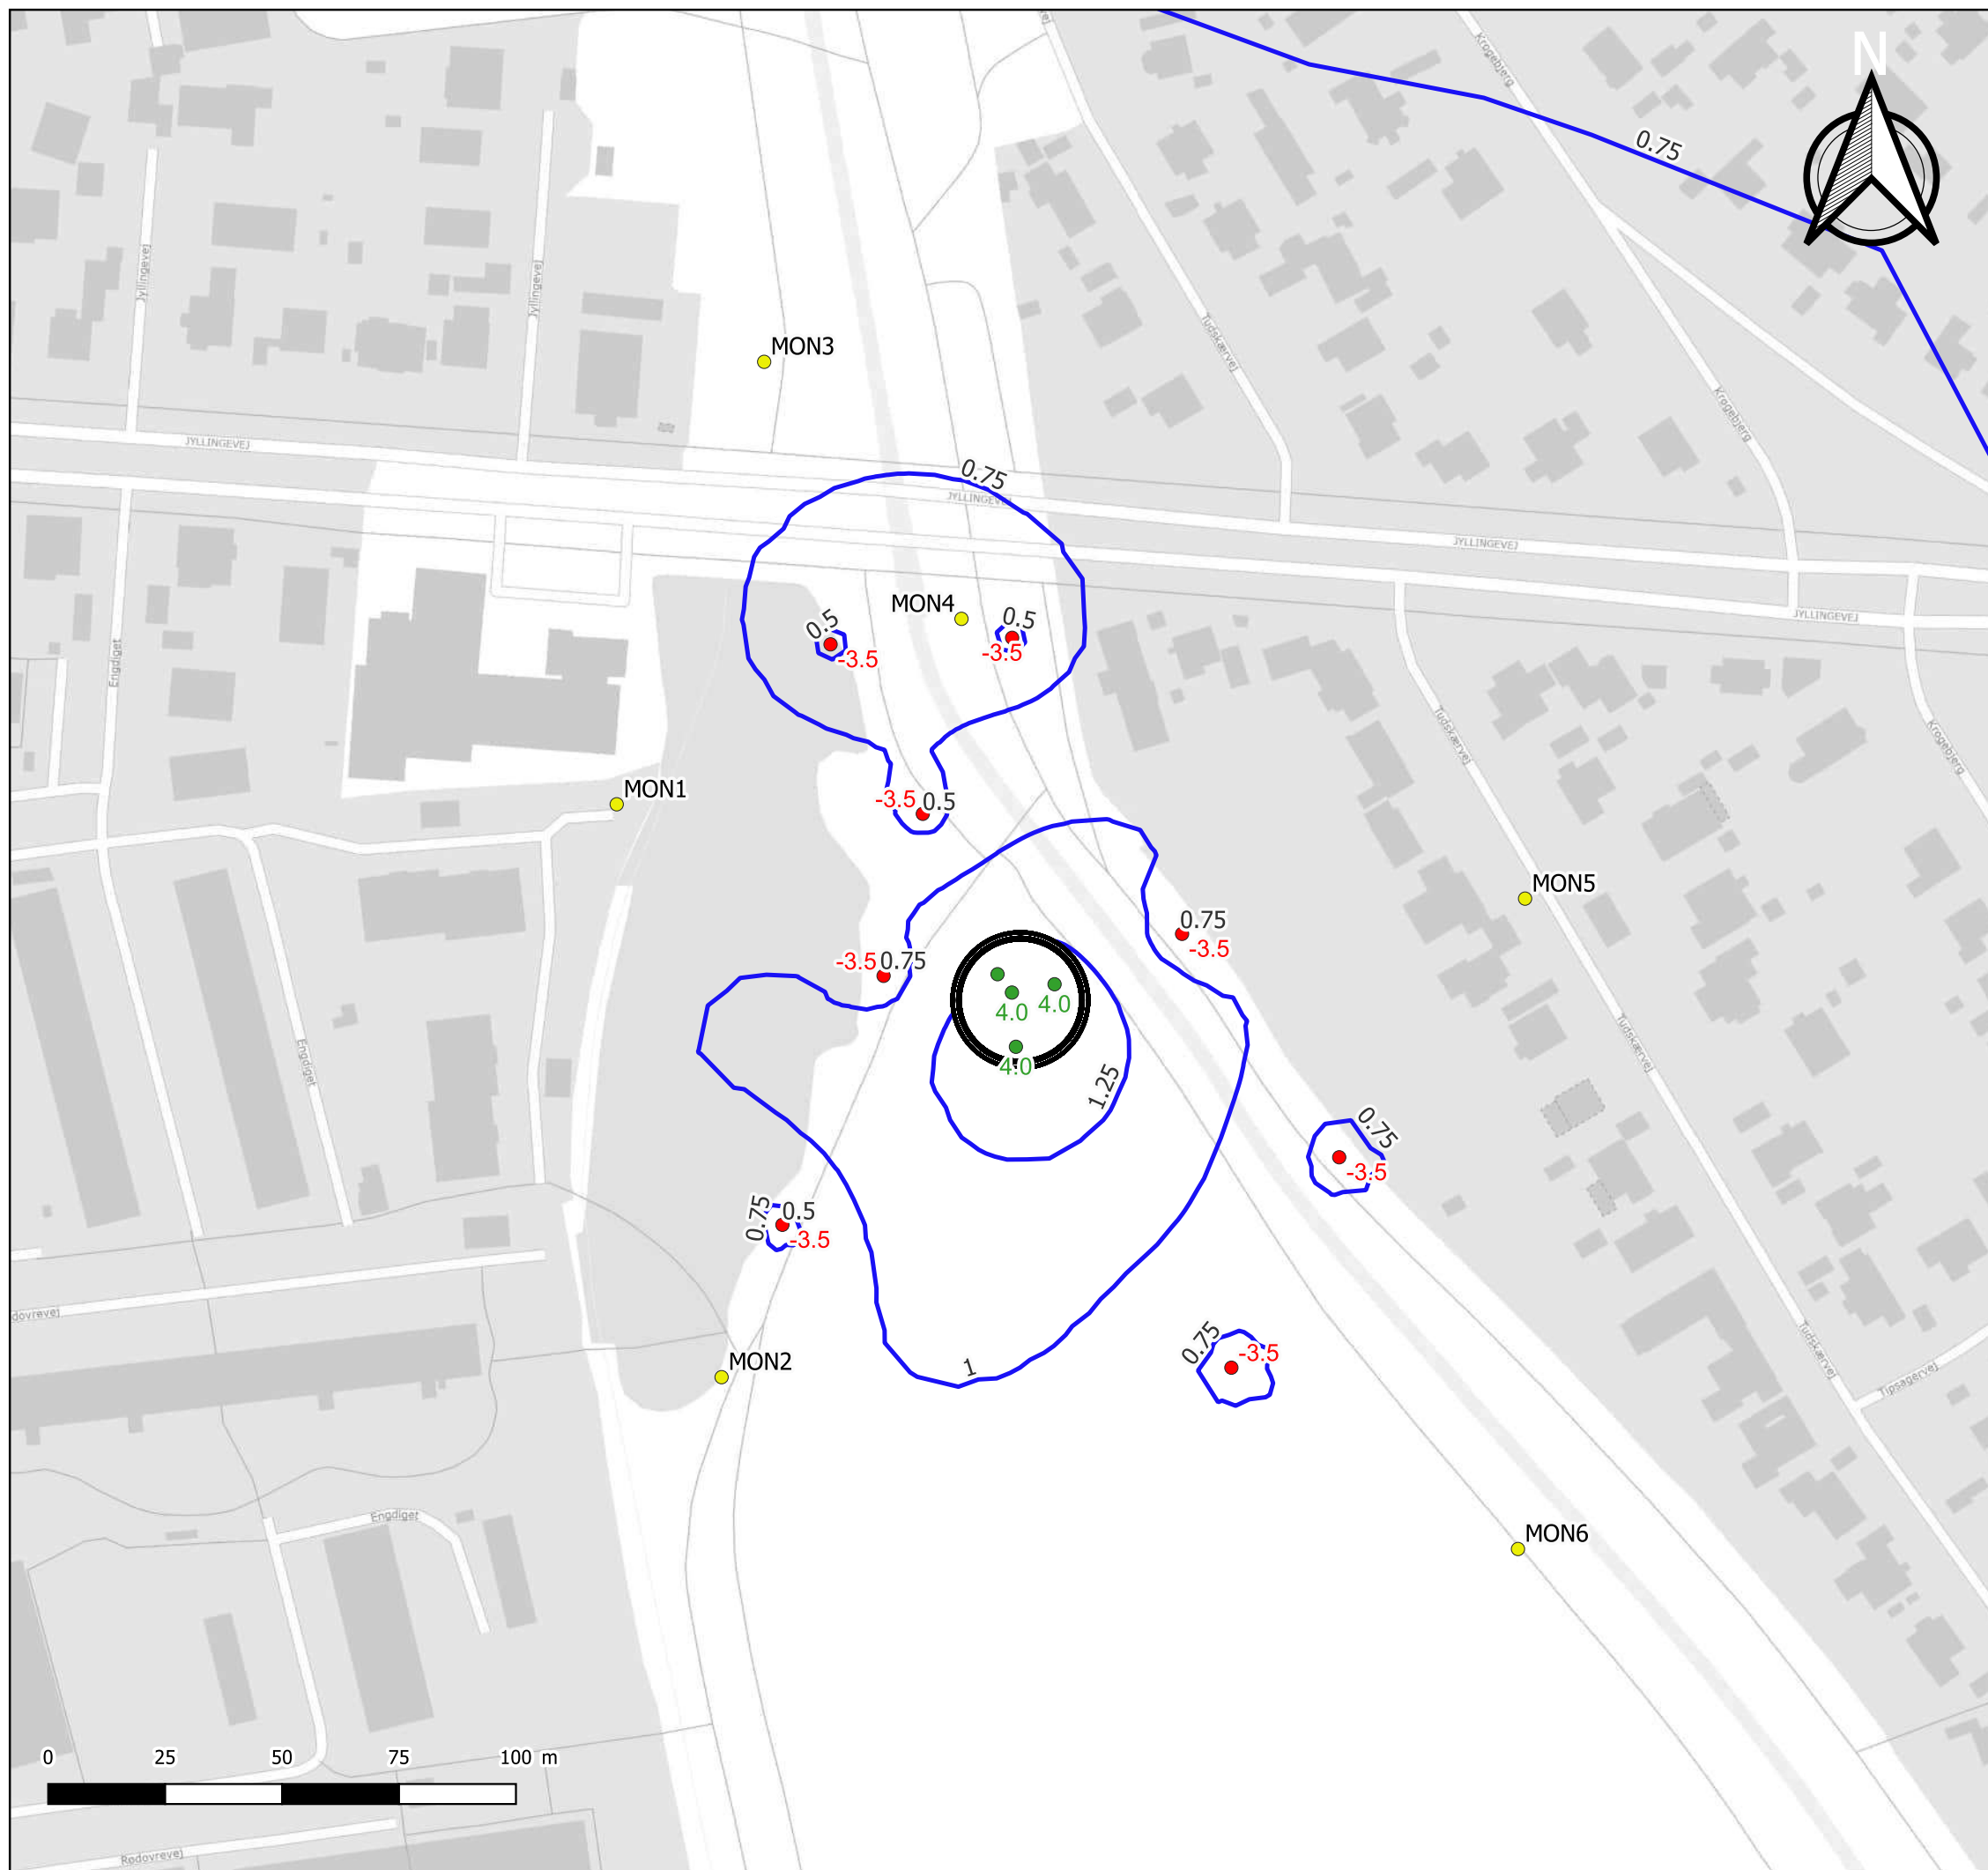 N
Krogebjerg
0.75
Jyllingevej
Jyllingevej
Tudskærvej
MON3
Krogebjerg
JYLLINGEVEJ
0.75
JYLLINGEVEJ
JYLLINGEVEJ
MON4
0.5
0.5
-3.5
-3.5
JYLLINGEVEJ
Engdiget
Tudskærvej
Krogebjerg
MON1
-3.5
0.5
MON5
0.75
-3.5
-3.5
0.75
4.0
4.0
4.0
Engdiget
Tudskærvej
1.25
0.75
-3.5
0.75
0.5
-3.5
dovrevej
0.75
-3.5
Tudskærvej
1
MON2
Tipsagervej
Engdiget
MON6
0
25
50
75
100 m
Rødovrevej